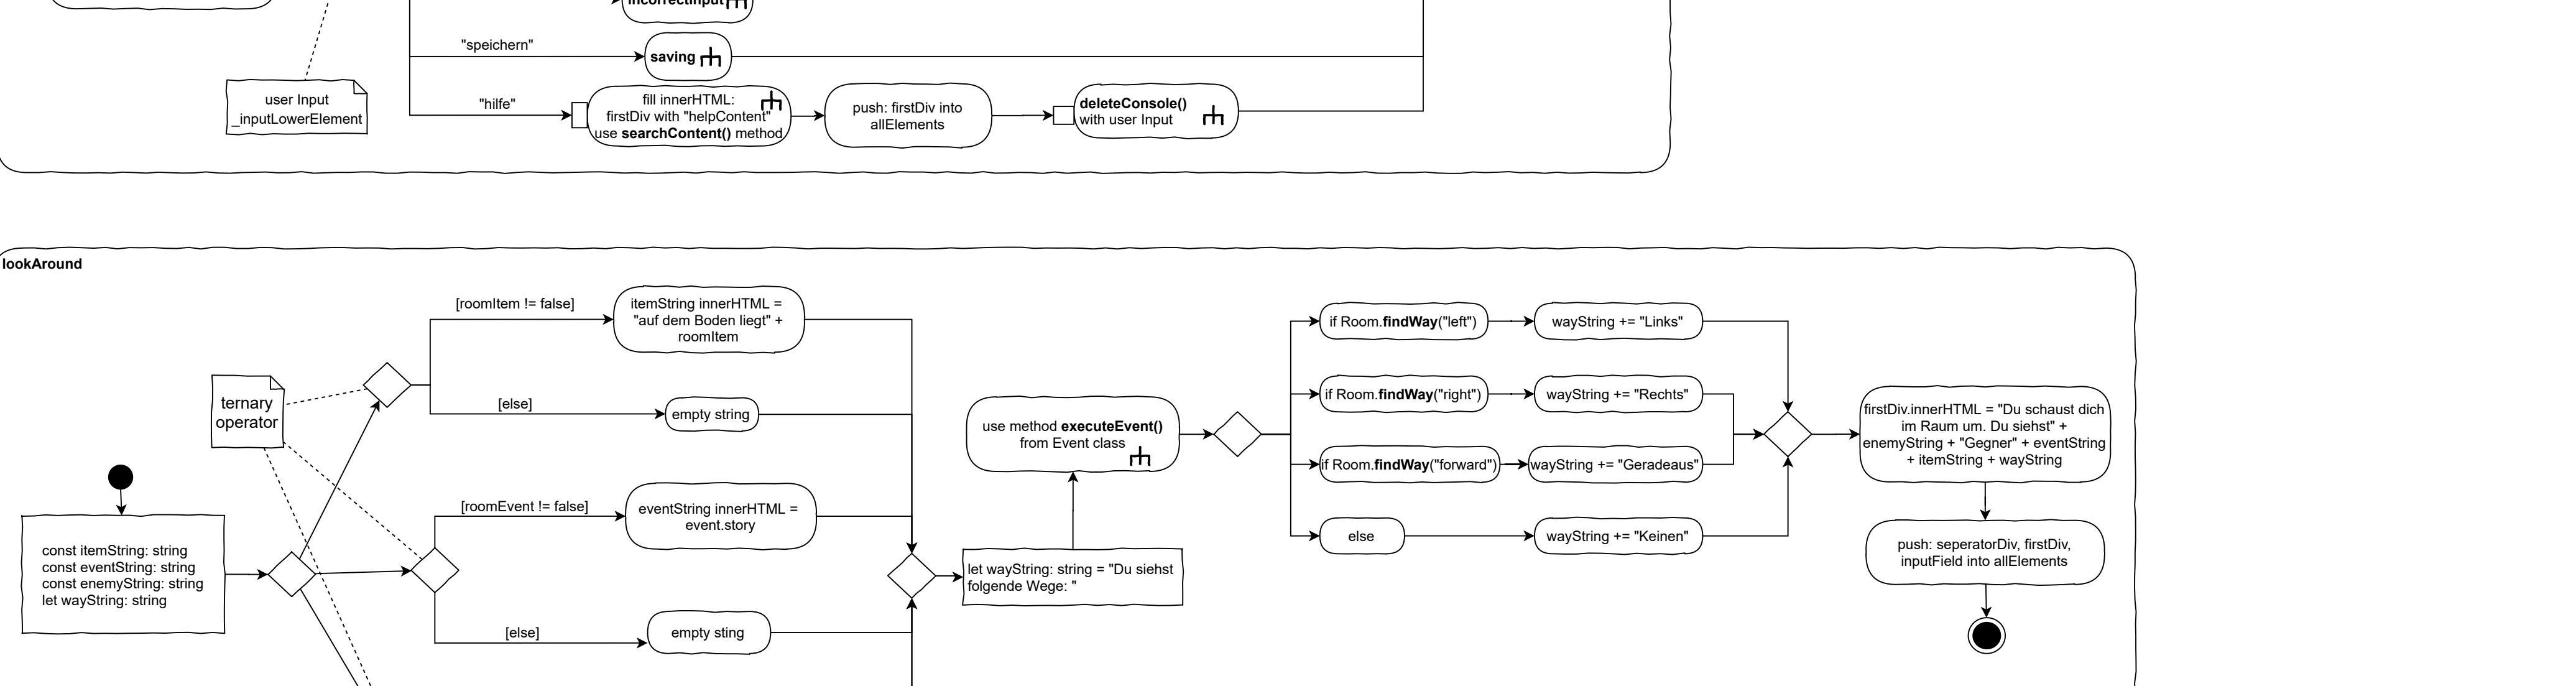 incorrectInput
"speichern"
saving
user Input
_inputLowerElement
"hilfe"
fill innerHTML:
firstDiv with "helpContent"
use searchContent() method
push: firstDiv into
allElements
deleteConsole()
with user Input
lookAround
[roomItem != false]
itemString innerHTML =
"auf dem Boden liegt" +
roomItem
[else]
empty string
ternary
operator
const itemString: string
const eventString: string
const enemyString: string
let wayString: string
[roomEvent != false]
eventString innerHTML =
event.story
[else]
empty sting
let wayString: string = "Du siehst
folgende Wege: "
use method executeEvent()
from Event class
if Room.findWay("left")
wayString += "Links"
if Room.findWay("right")
wayString += "Rechts"
if Room.findWay("forward")
wayString += "Geradeaus"
else
wayString += "Keinen"
firstDiv.innerHTML = "Du schaust dich
im Raum um. Du siehst" +
enemyString + "Gegner" + eventString
+ itemString + wayString
push: seperatorDiv, firstDiv,
inputField into allElements